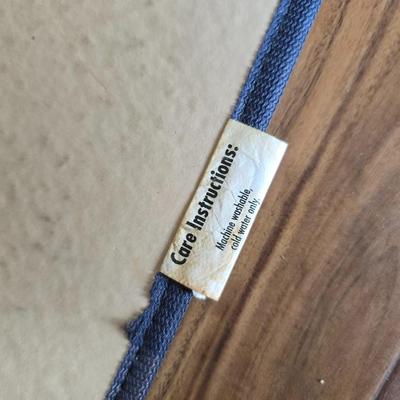 Care Instructions:
Machine washable,
cold water only.